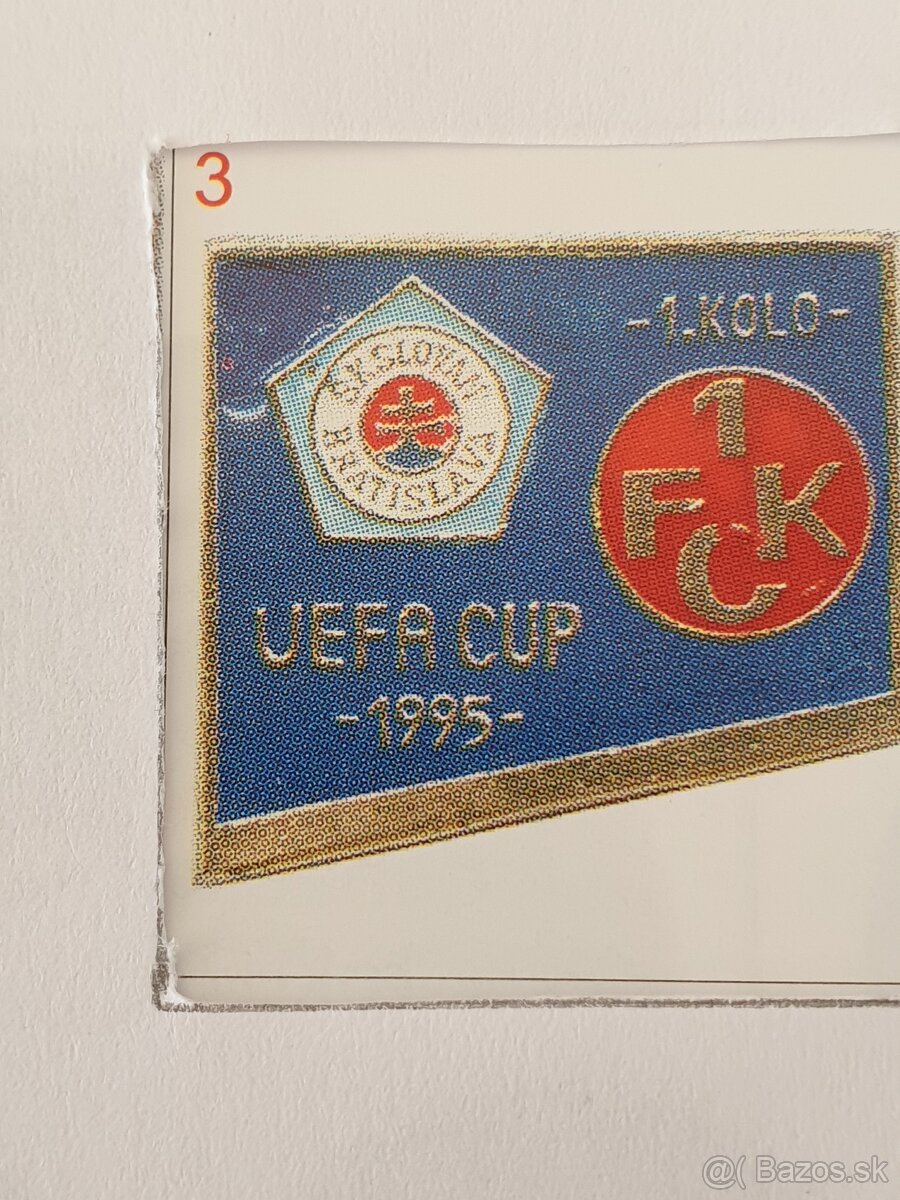 3
-1.KOLO-
ŠK SLOVAN
BRATISLAVA
1
FCK
UEFA CUP
-1995-
@( Bazos.sk